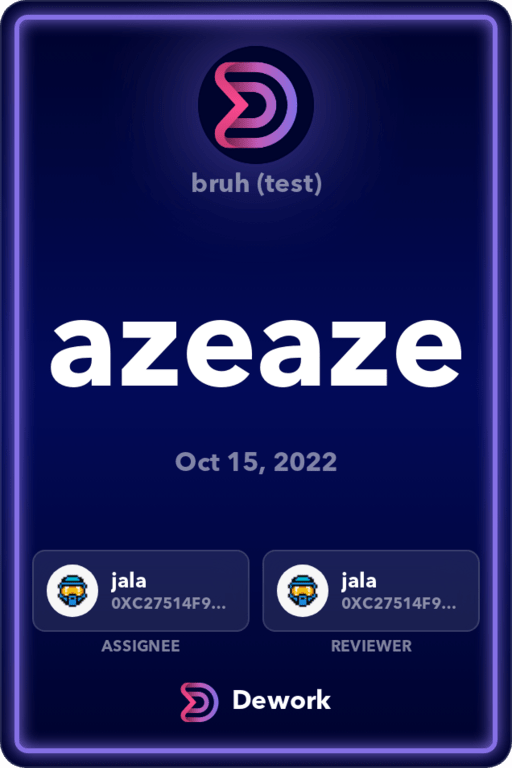 bruh (test)
azeaze
Oct 15, 2022
jala
0XC27514F9...
ASSIGNEE
jala
0XC27514F9...
REVIEWER
Dework